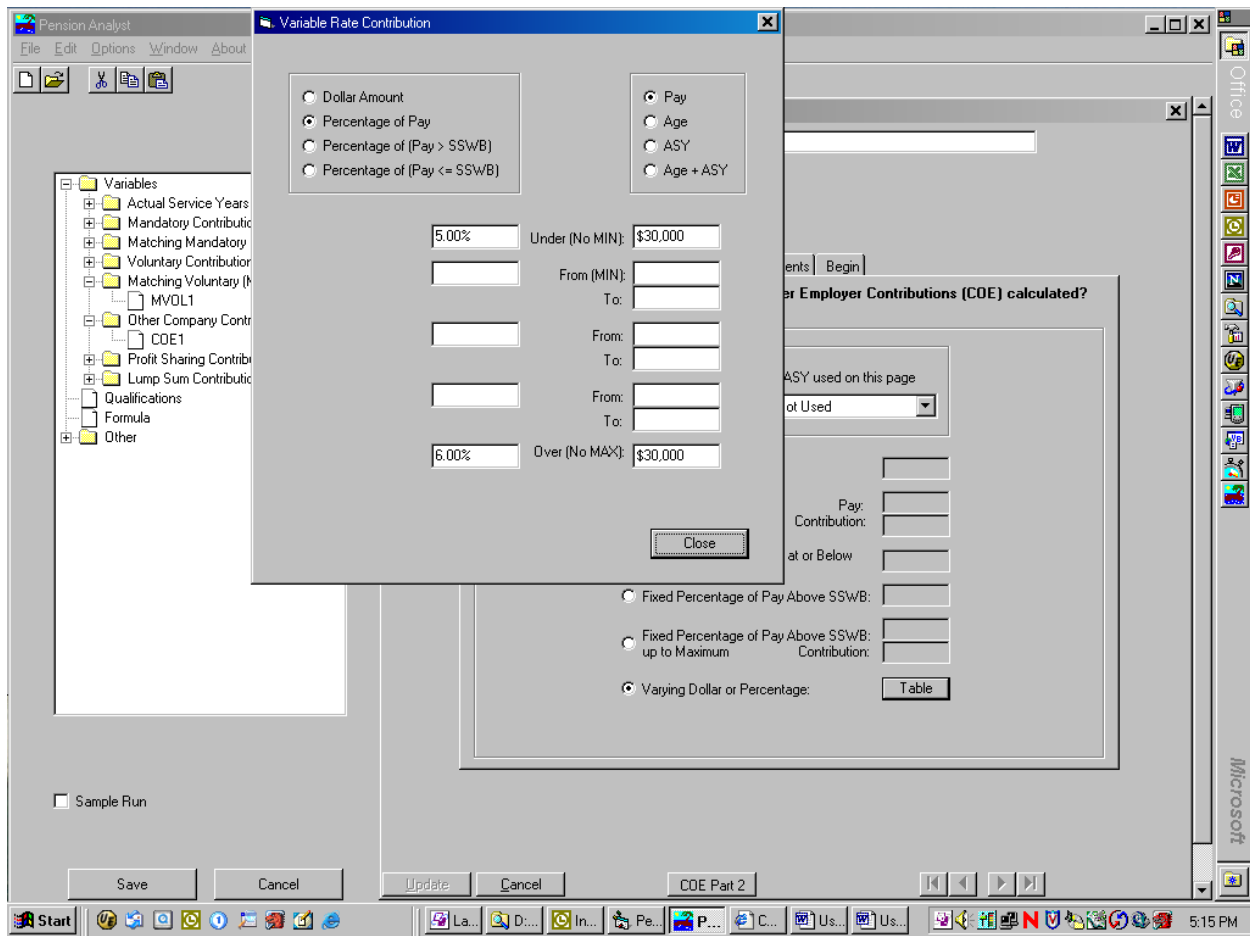 Pension Analyst
File Edit Options Window About
Variable Rate Contribution
Dollar Amount
Percentage of Pay
Percentage of (Pay > SSWB)
Percentage of (Pay <= SSWB)
Pay
Age
ASY
Age + ASY
5.00% Under (No MIN): $30,000
From (MIN):
To:
From:
To:
From:
To:
6.00% Over (No MAX): $30,000
Close
Variables
Actual Service Years
Mandatory Contributic
Matching Mandatory
Voluntary Contribution
Matching Voluntary (M
MVOL1
Other Company Contr
COE1
Profit Sharing Contribu
Lump Sum Contributic
Qualifications
Formula
Other
Sample Run
Save Cancel
ents Begin
er Employer Contributions (COE) calculated?
ASY used on this page
ot Used
Pay:
Contribution:
at or Below
Fixed Percentage of Pay Above SSWB:
Fixed Percentage of Pay Above SSWB:
up to Maximum Contribution:
Varying Dollar or Percentage: Table
Update Cancel COE Part 2
Office
Microsoft
Start La... D:... In... Pe... P... C... Us... Us... 5:15 PM